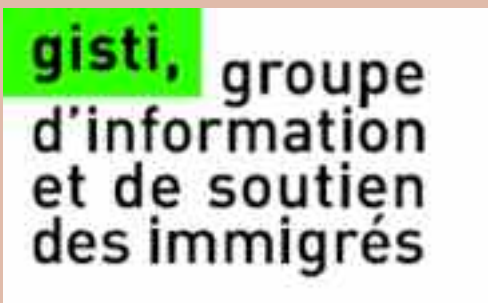 gisti, groupe
d'information
et de soutien
des immigrés